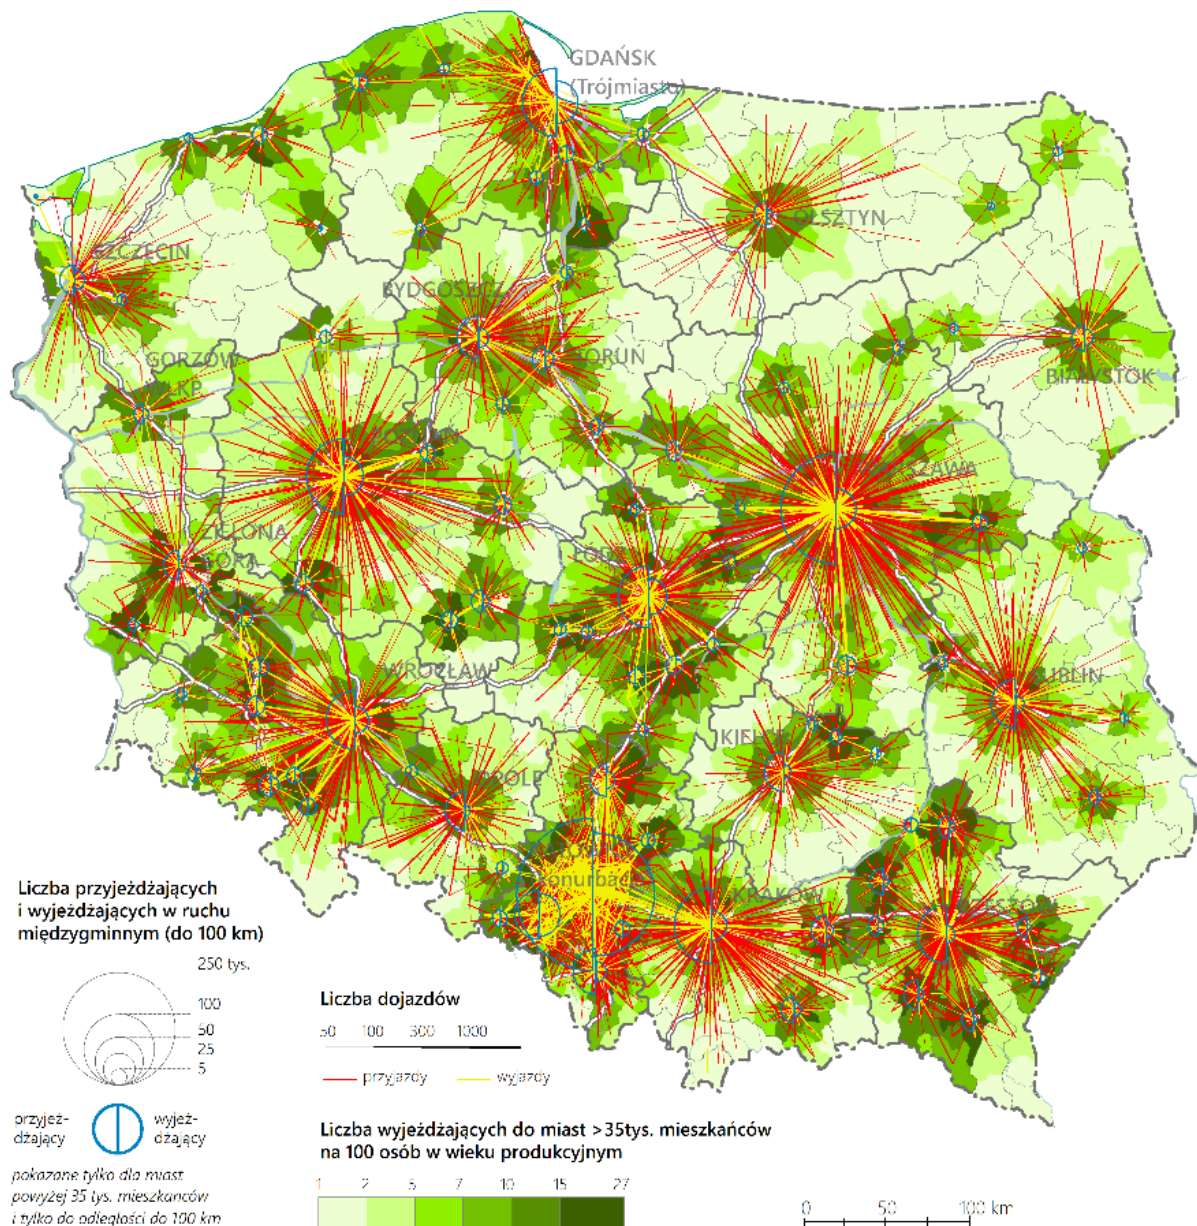 GDAŃSK
(Trójmiasto)
OLSZTYN
SZCZECIN
BYDGOSZCZ
TORUŃ
GORZÓW
WLKP.
BIAŁYSTOK
POZNAŃ
WARSZAWA
ZIELONA
GÓRA
ŁÓDŹ
WROCŁAW
LUBLIN
KIELCE
OPOLE
KRAKÓW
RZESZÓW
Liczba przyjeżdżających
i wyjeżdżających w ruchu
międzygminnym (do 100 km)
250 tys.
100
50
25
5
przyjeż-
dżający
wyjeż-
dżający
pokazane tylko dla miast
powyżej 35 tys. mieszkańców
i tylko do odległości do 100 km
Liczba dojazdów
50 100 300 1000
przyjazdy wyjazdy
Liczba wyjeżdżających do miast >35tys. mieszkańców
na 100 osób w wieku produkcyjnym
1 2 5 7 10 15 27
0 50 100 km